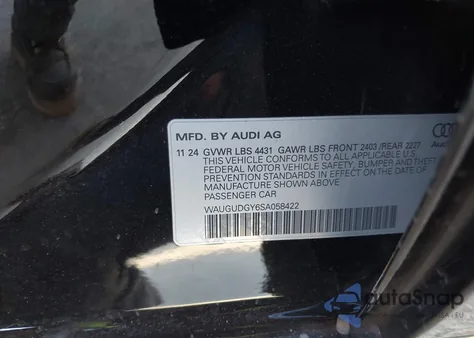 MFD. BY AUDI AG
11 24 GVWR LBS 4431 GAWR LBS FRONT 2403 /REAR 2227
THIS VEHICLE CONFORMS TO ALL APPLICABLE U.S.
FEDERAL MOTOR VEHICLE SAFETY, BUMPER AND THEFT
PREVENTION STANDARDS IN EFFECT ON THE DATE OF
MANUFACTURE SHOWN ABOVE
PASSENGER CAR
WAUGUDGY6SA058422
autoSnap